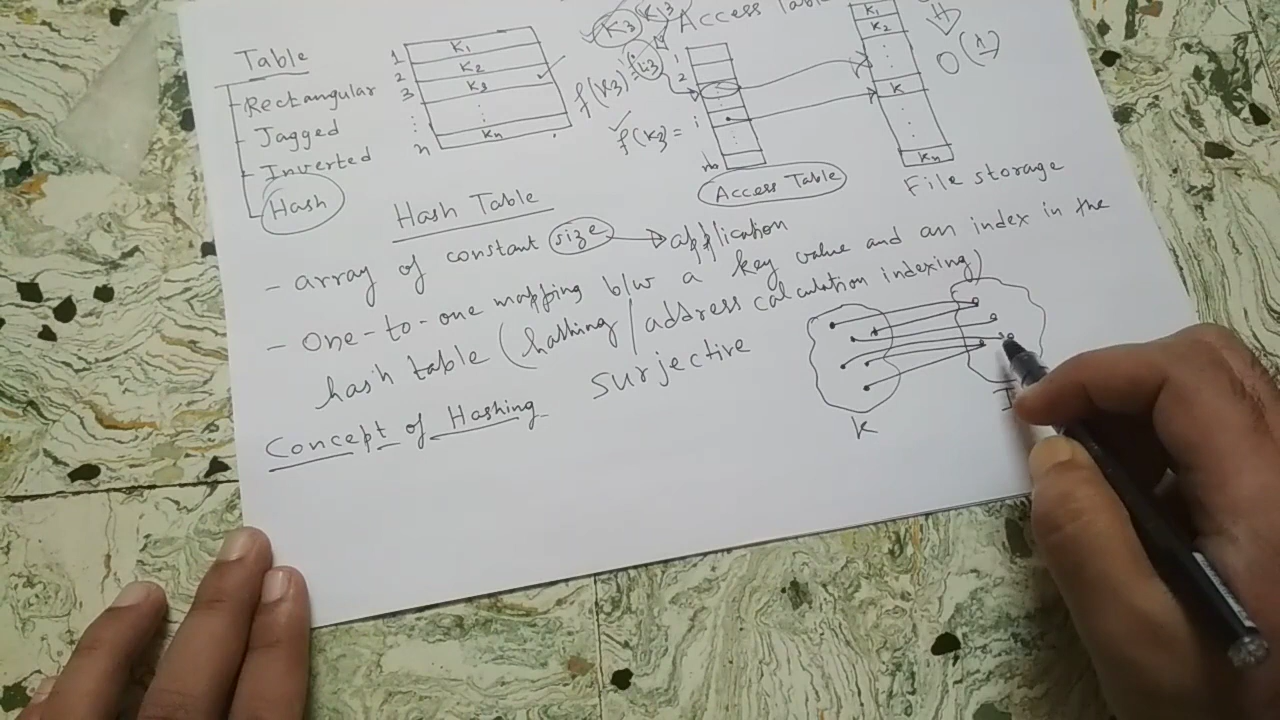 Table
Rectangular
Jagged
Inverted
Hash
1
2
3
n
K1
K2
K3
Kn
K3
f(K3) =
f(K3) =
Access Table
1
2
i
Access Table
K1
K2
K
Kn
File storage
Hash Table
- array of constant size → application
- One-to-one mapping b/w a key value and an index in the
hash table (hashing / address calculation indexing)
Concept of Hashing
surjective
K
I